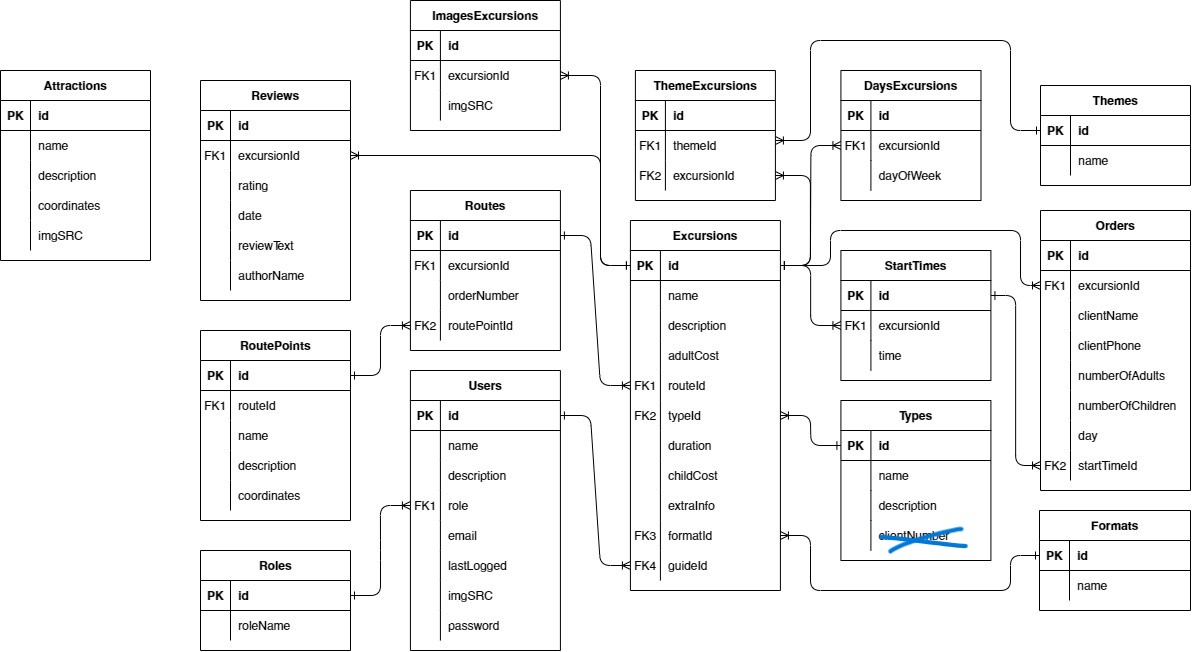 ImagesExcursions
PK id
FK1 excursionId
imgSRC
Attractions
PK id
name
description
coordinates
imgSRC
Reviews
PK id
FK1 excursionId
rating
date
reviewText
authorName
ThemeExcursions
PK id
FK1 themeId
FK2 excursionId
DaysExcursions
PK id
FK1 excursionId
dayOfWeek
Themes
PK id
name
Routes
PK id
FK1 excursionId
orderNumber
FK2 routePointId
Excursions
PK id
name
description
adultCost
FK1 routeId
FK2 typeId
duration
childCost
extraInfo
FK3 formatId
FK4 guideId
StartTimes
PK id
FK1 excursionId
time
Orders
PK id
FK1 excursionId
clientName
clientPhone
numberOfAdults
numberOfChildren
day
FK2 startTimeId
RoutePoints
PK id
FK1 routeId
name
description
coordinates
Users
PK id
name
description
FK1 role
email
lastLogged
imgSRC
password
Types
PK id
name
description
clientNumber
Roles
PK id
roleName
Formats
PK id
name